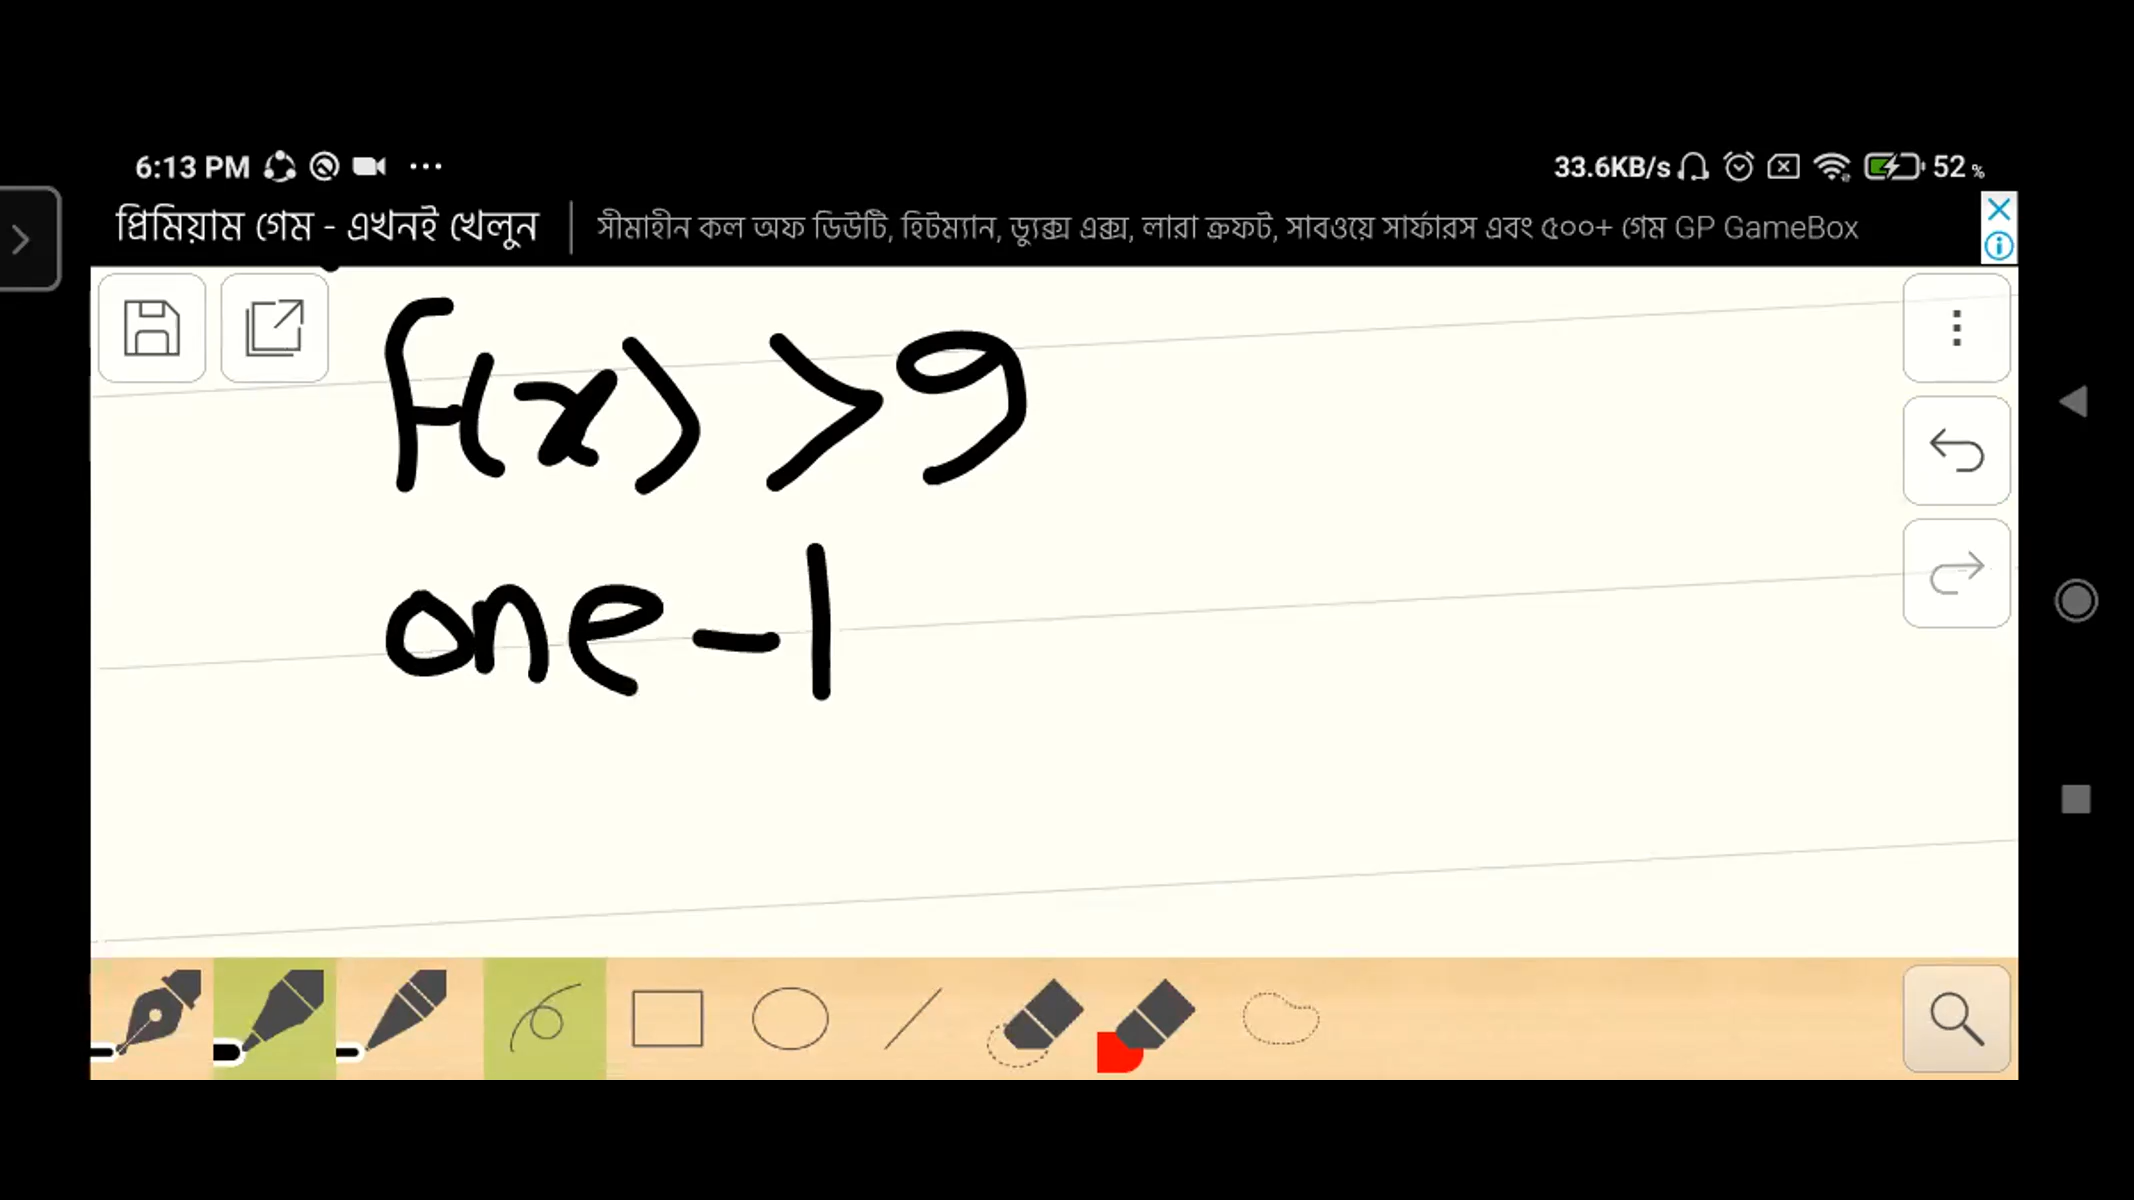 6:13 PM ... 33.6KB/s 52 %
প্রিমিয়াম গেম - এখনই খেলুন | সীমাহীন কল অফ ডিউটি, হিটম্যান, ড্যুক্স এক্স, লারা ক্রফট, সাবওয়ে সার্ফারস এবং ৫০০+ গেম GP GameBox
f(x) >9
one-1